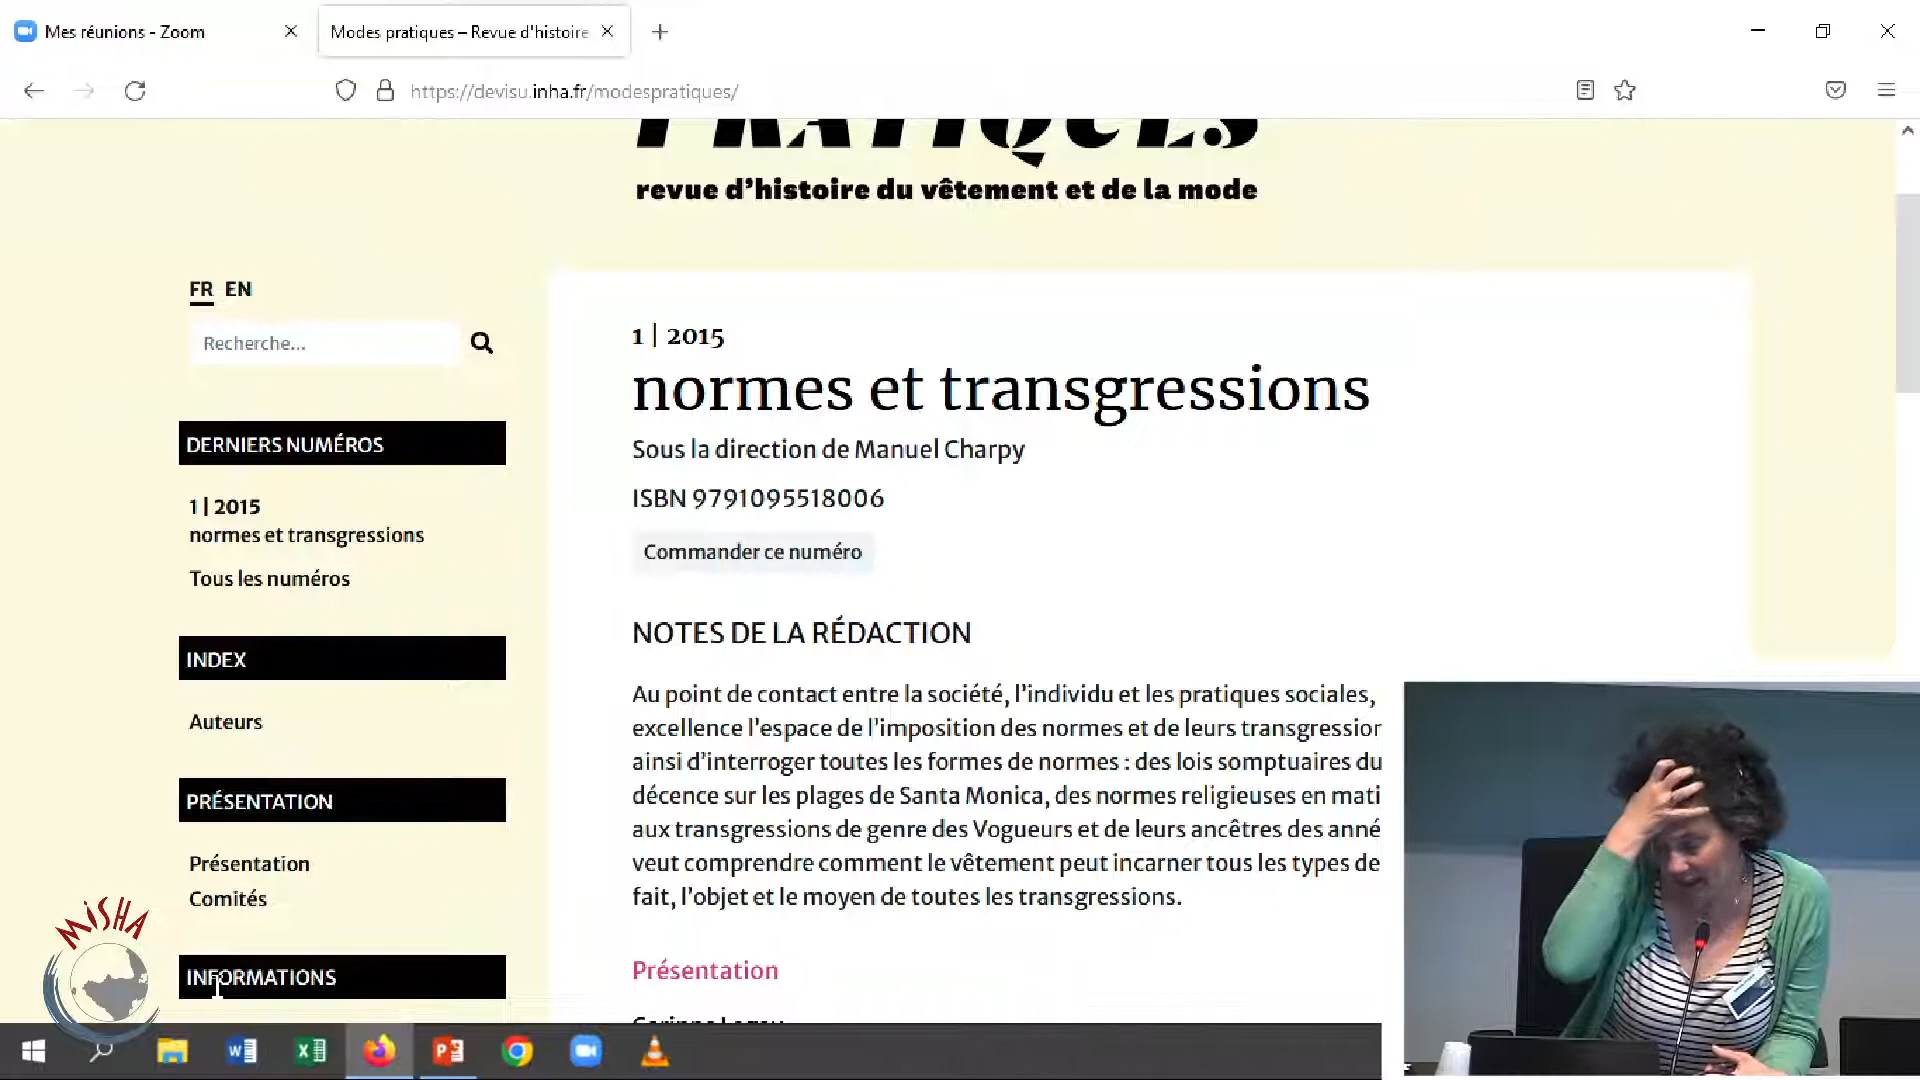 Mes réunions - Zoom
Modes pratiques – Revue d'histoire
https://devisu.inha.fr/modespratiques/
PRATIQUES
revue d'histoire du vêtement et de la mode
FR EN
Recherche...
DERNIERS NUMÉROS
1 | 2015
normes et transgressions
Tous les numéros
INDEX
Auteurs
PRÉSENTATION
Présentation
Comités
INFORMATIONS
1 | 2015
normes et transgressions
Sous la direction de Manuel Charpy
ISBN 9791095518006
Commander ce numéro
NOTES DE LA RÉDACTION
Au point de contact entre la société, l'individu et les pratiques sociales,
excellence l'espace de l'imposition des normes et de leurs transgression
ainsi d'interroger toutes les formes de normes : des lois somptuaires du
décence sur les plages de Santa Monica, des normes religieuses en mati
aux transgressions de genre des Vogueurs et de leurs ancêtres des anné
veut comprendre comment le vêtement peut incarner tous les types de
fait, l'objet et le moyen de toutes les transgressions.
Présentation
MISHA